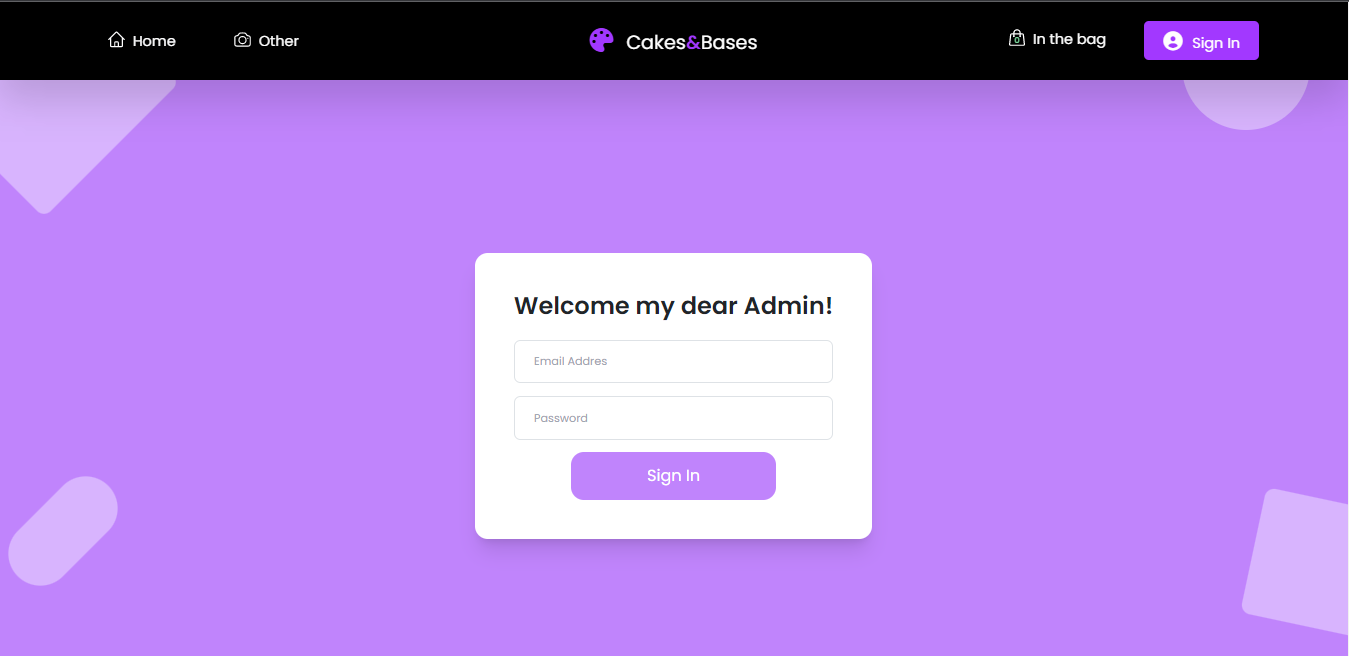 Home
Other
Cakes&Bases
0
In the bag
Sign In
Welcome my dear Admin!
Email Addres
Password
Sign In